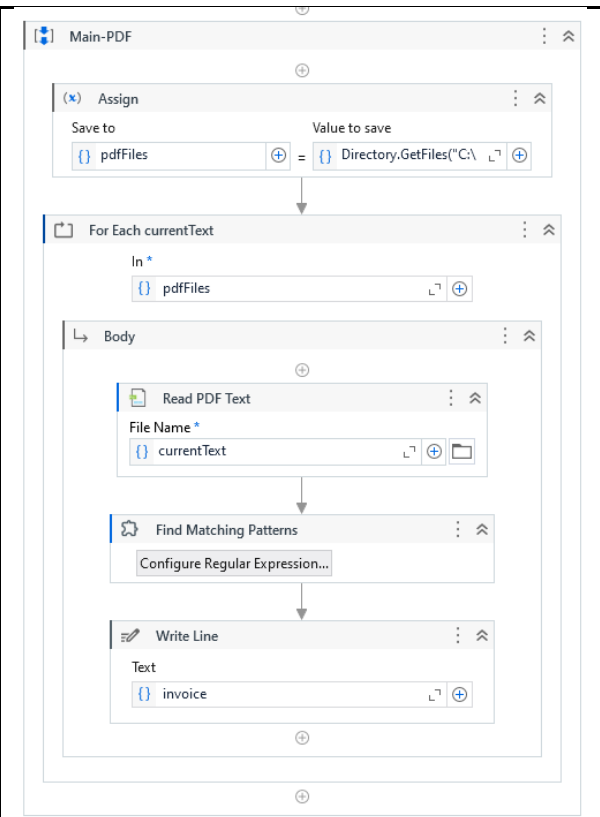 Main-PDF
(x) Assign
Save to Value to save
{} pdfFiles = {} Directory.GetFiles("C:\
For Each currentText
In *
{} pdfFiles
Body
Read PDF Text
File Name *
{} currentText
Find Matching Patterns
Configure Regular Expression...
Write Line
Text
{} invoice